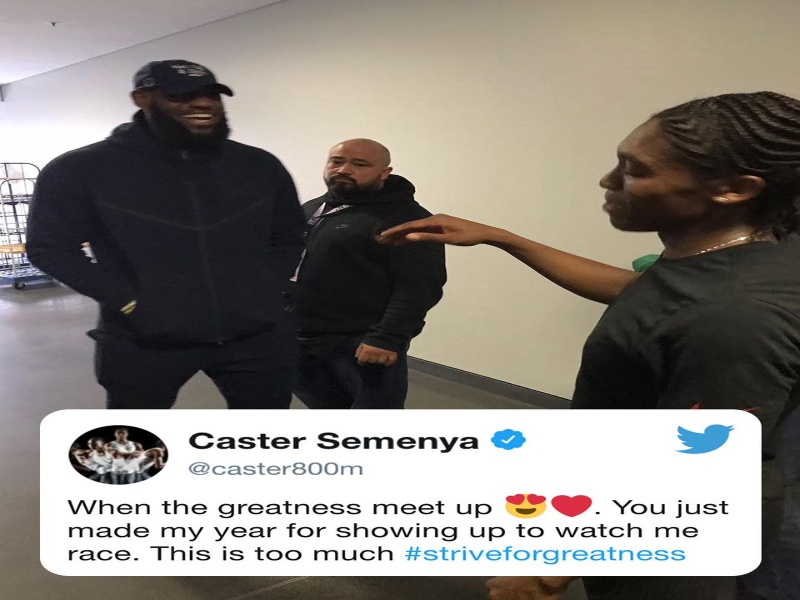 Caster Semenya
@caster800m
When the greatness meet up 😍❤️. You just
made my year for showing up to watch me
race. This is too much #striveforgreatness